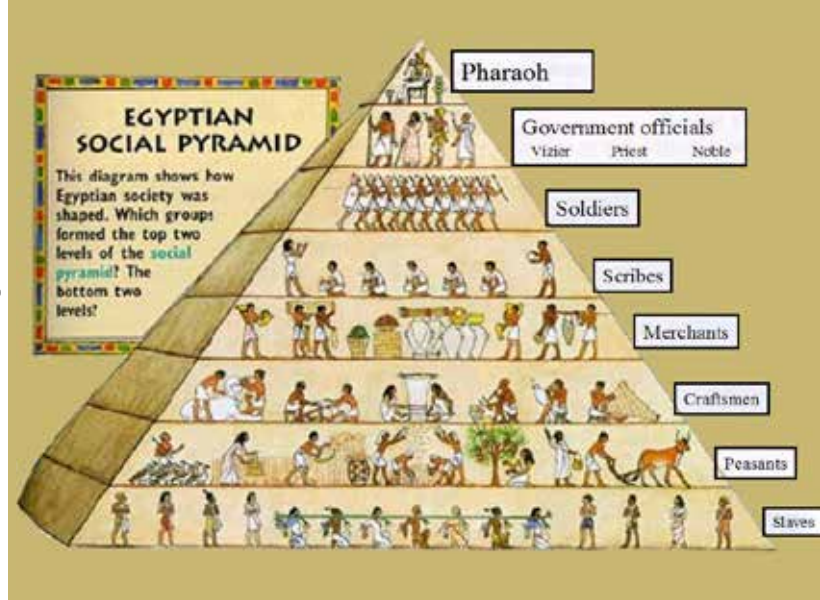 EGYPTIAN
SOCIAL PYRAMID
This diagram shows how
Egyptian society was
shaped. Which groups
formed the top two
levels of the social
pyramid? The
bottom two
levels?
Pharaoh
Government officials
Vizier Priest Noble
Soldiers
Scribes
Merchants
Craftsmen
Peasants
Slaves